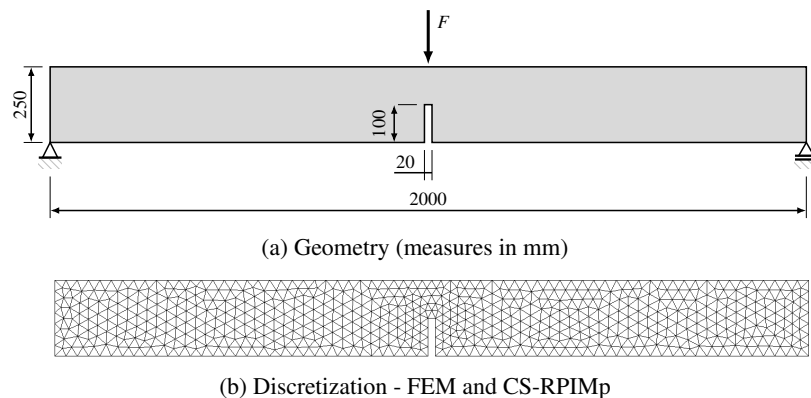 F
250
100
20
2000
(a) Geometry (measures in mm)
(b) Discretization - FEM and CS-RPIMp